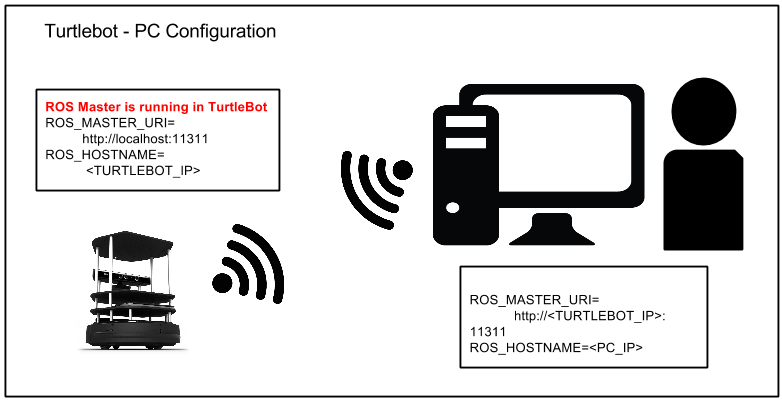 Turtlebot - PC Configuration
ROS Master is running in TurtleBot
ROS_MASTER_URI=
http://localhost:11311
ROS_HOSTNAME=
<TURTLEBOT_IP>
ROS_MASTER_URI=
http://<TURTLEBOT_IP>:
11311
ROS_HOSTNAME=<PC_IP>